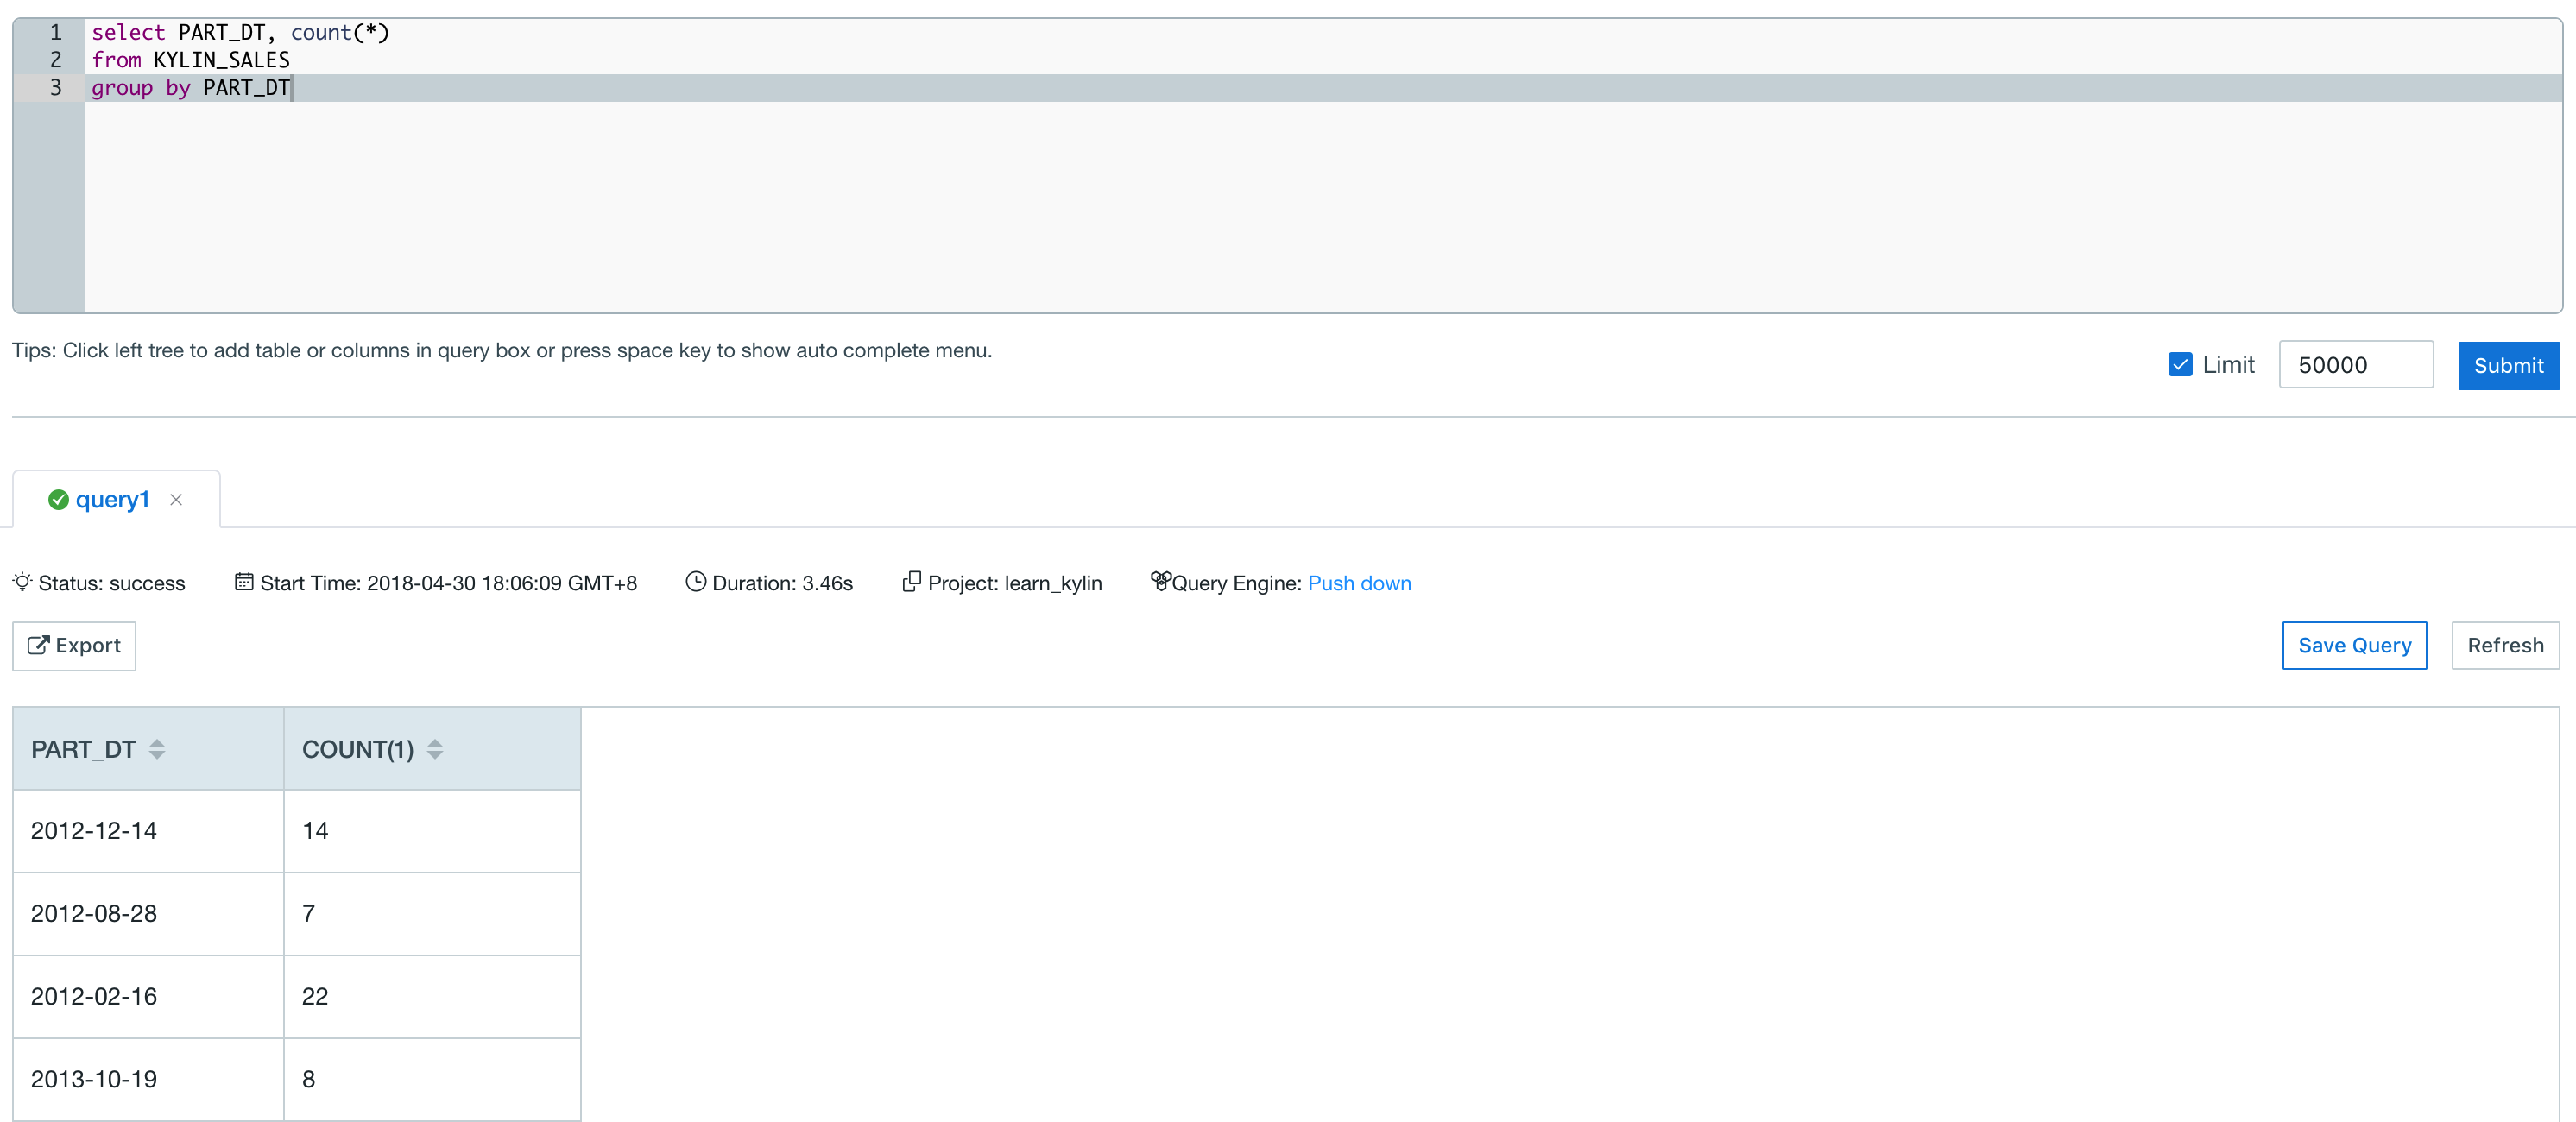 1 select PART_DT, count(*)
2 from KYLIN_SALES
3 group by PART_DT
Tips: Click left tree to add table or columns in query box or press space key to show auto complete menu.
Limit 50000 Submit
query1
Status: success Start Time: 2018-04-30 18:06:09 GMT+8 Duration: 3.46s Project: learn_kylin Query Engine: Push down
Export Save Query Refresh
PART_DT COUNT(1)
2012-12-14 14
2012-08-28 7
2012-02-16 22
2013-10-19 8